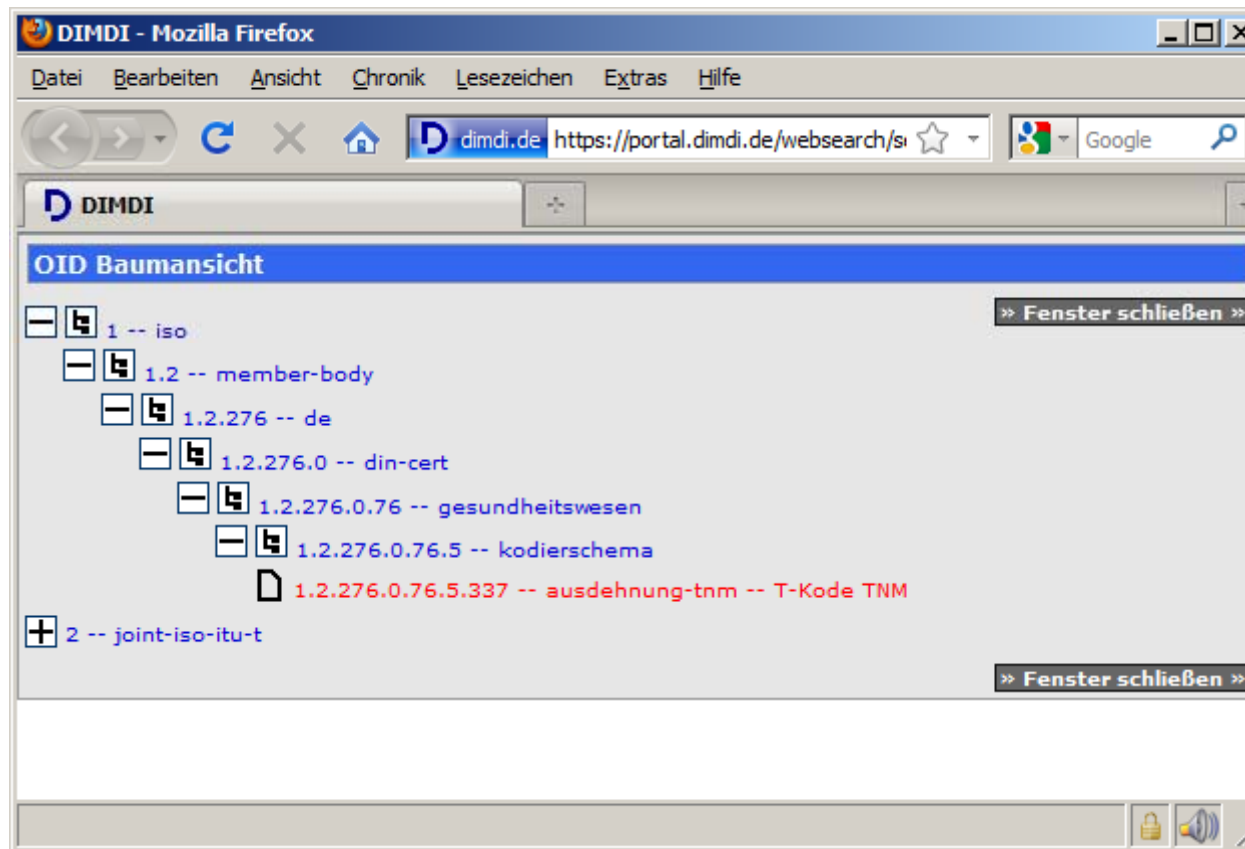 DIMDI - Mozilla Firefox
Datei Bearbeiten Ansicht Chronik Lesezeichen Extras Hilfe
dimdi.de https://portal.dimdi.de/websearch/s Google
DIMDI
OID Baumansicht
» Fenster schließen »
1 -- iso
1.2 -- member-body
1.2.276 -- de
1.2.276.0 -- din-cert
1.2.276.0.76 -- gesundheitswesen
1.2.276.0.76.5 -- kodierschema
1.2.276.0.76.5.337 -- ausdehnung-tnm -- T-Kode TNM
2 -- joint-iso-itu-t
» Fenster schließen »